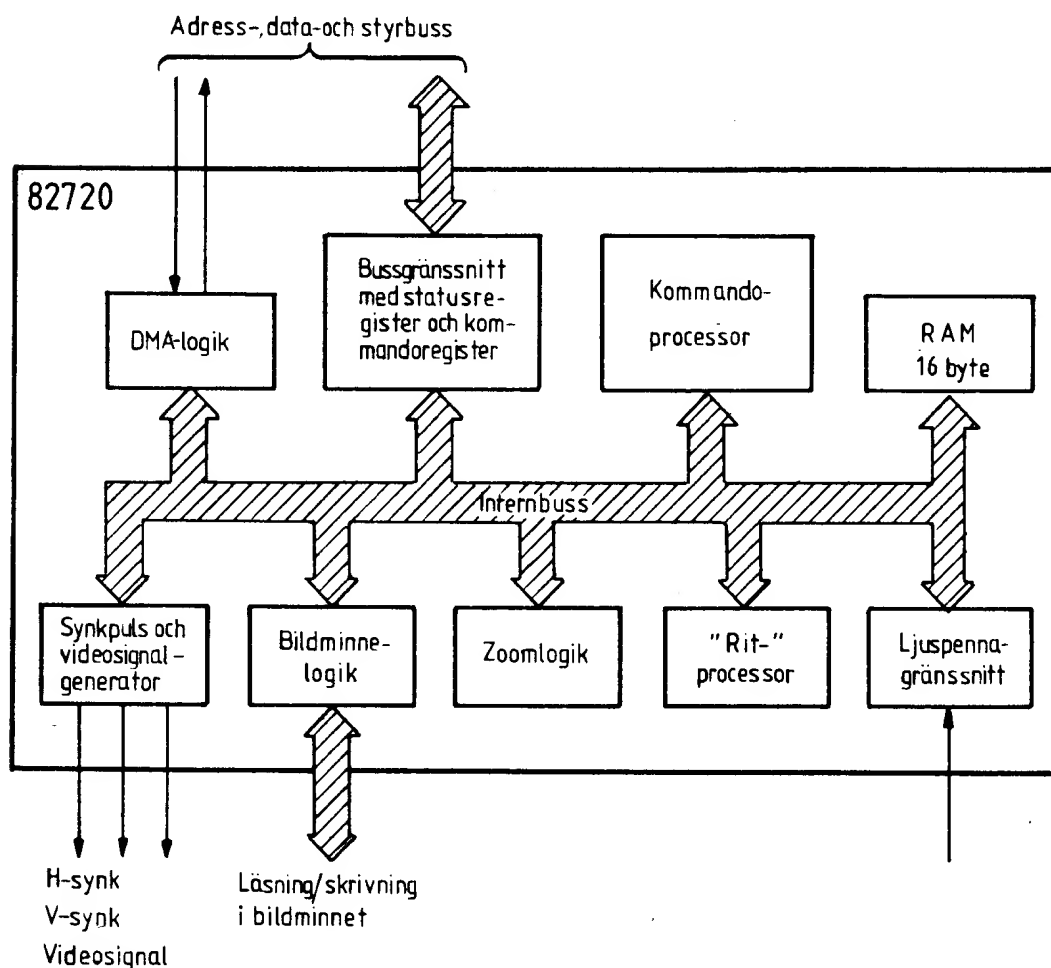 Adress-, data-och styrbuss
82720
DMA-logik
Bussgränssnitt
med statusre-
gister och kom-
mandoregister
Kommando-
processor
RAM
16 byte
Internbuss
Synkpuls och
videosignal-
generator
Bildminne-
logik
Zoomlogik
"Rit-"
processor
Ljuspenna-
gränssnitt
H-synk
V-synk
Videosignal
Läsning/skrivning
i bildminnet